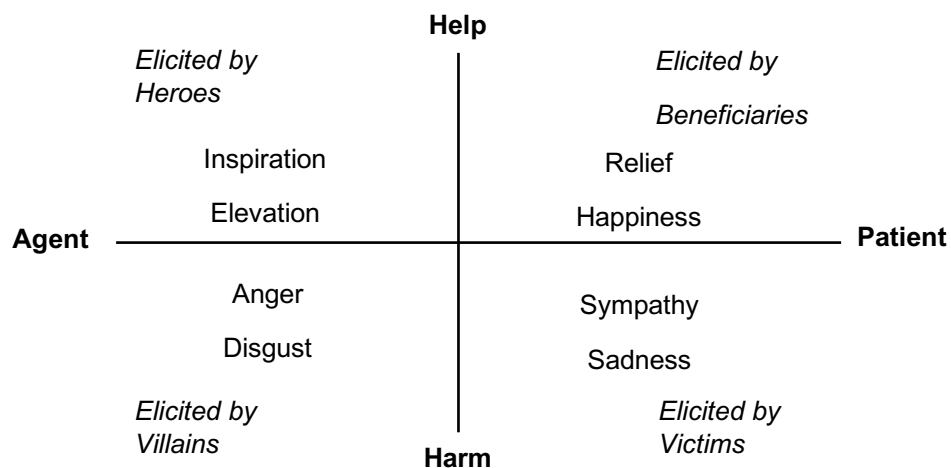 Help
Elicited by
Heroes
Elicited by
Beneficiaries
Inspiration
Relief
Elevation
Happiness
Agent
Patient
Anger
Sympathy
Disgust
Sadness
Elicited by
Villains
Elicited by
Victims
Harm